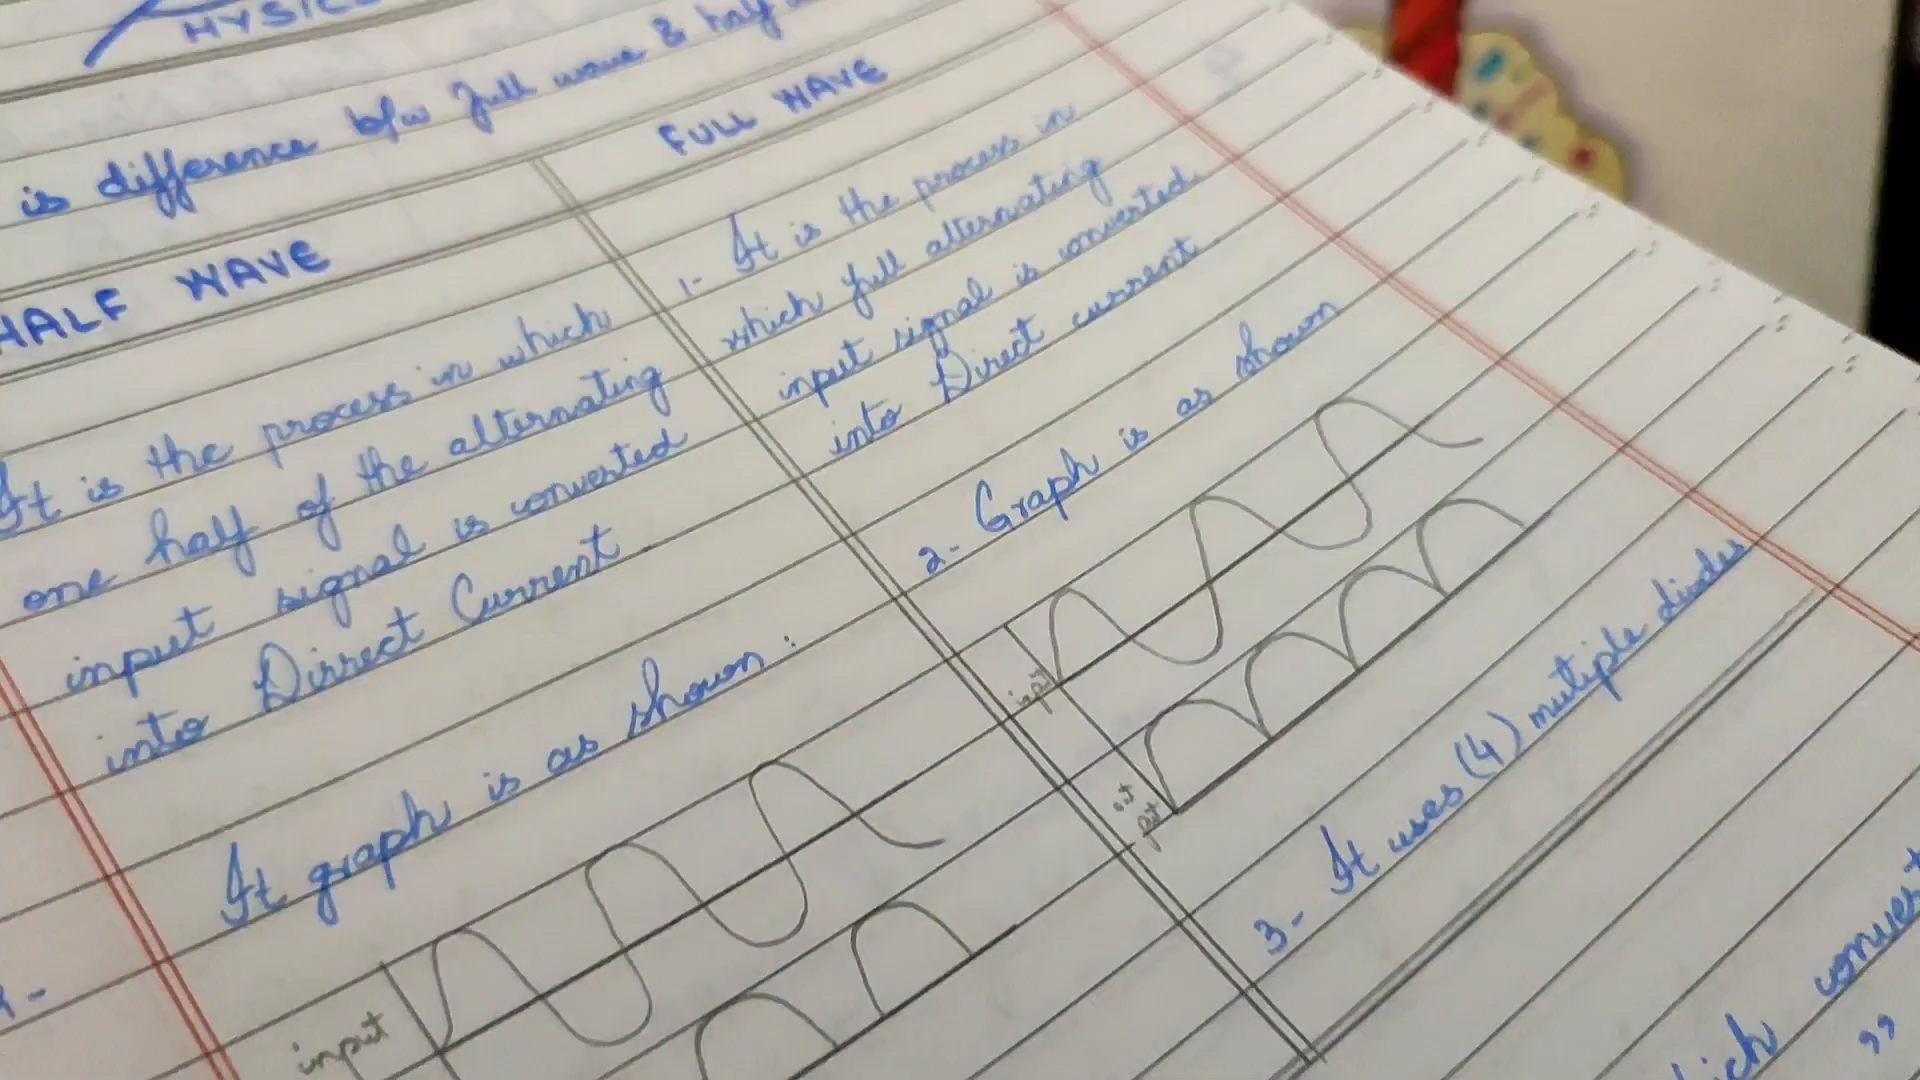 is difference b/w full wave & half
HALF WAVE
It is the process in which
one half of the alternating
input signal is converted
into Dirrect Current
It graph is as shown:
input
FULL WAVE
1- It is the process in
which full alternating
input signal is converted
into Direct current
2- Graph is as shown
input
3- It uses (4) multiple diodes